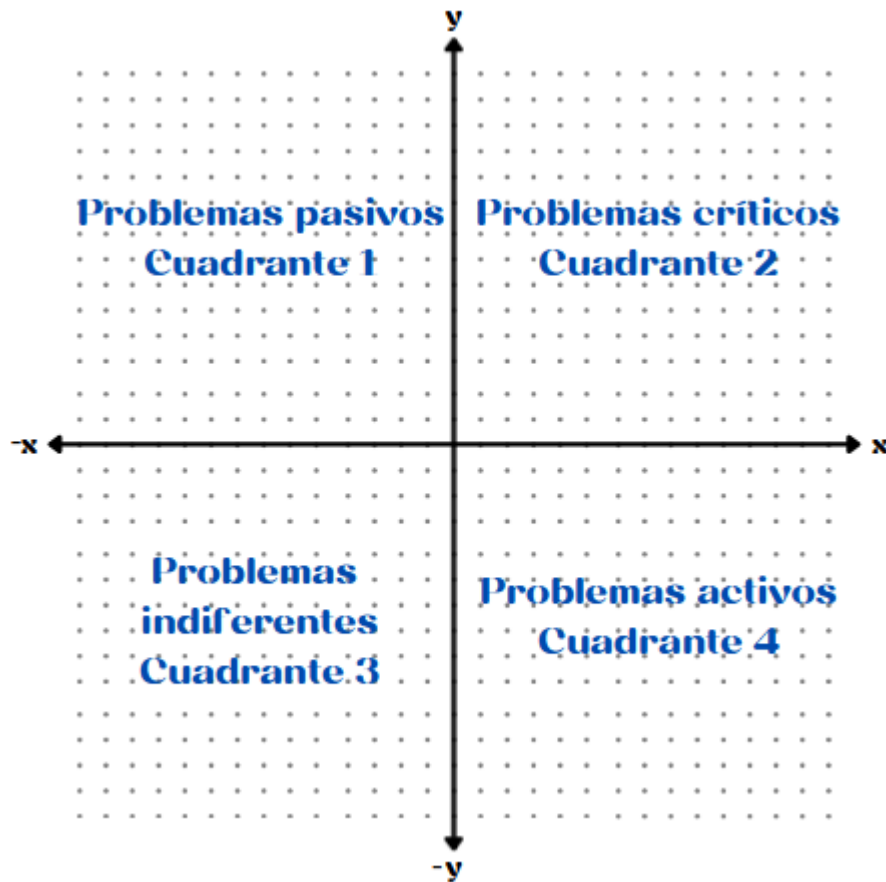 y
Problemas pasivos
Cuadrante 1
Problemas críticos
Cuadrante 2
-x
x
Problemas
indiferentes
Cuadrante 3
Problemas activos
Cuadrante 4
-y